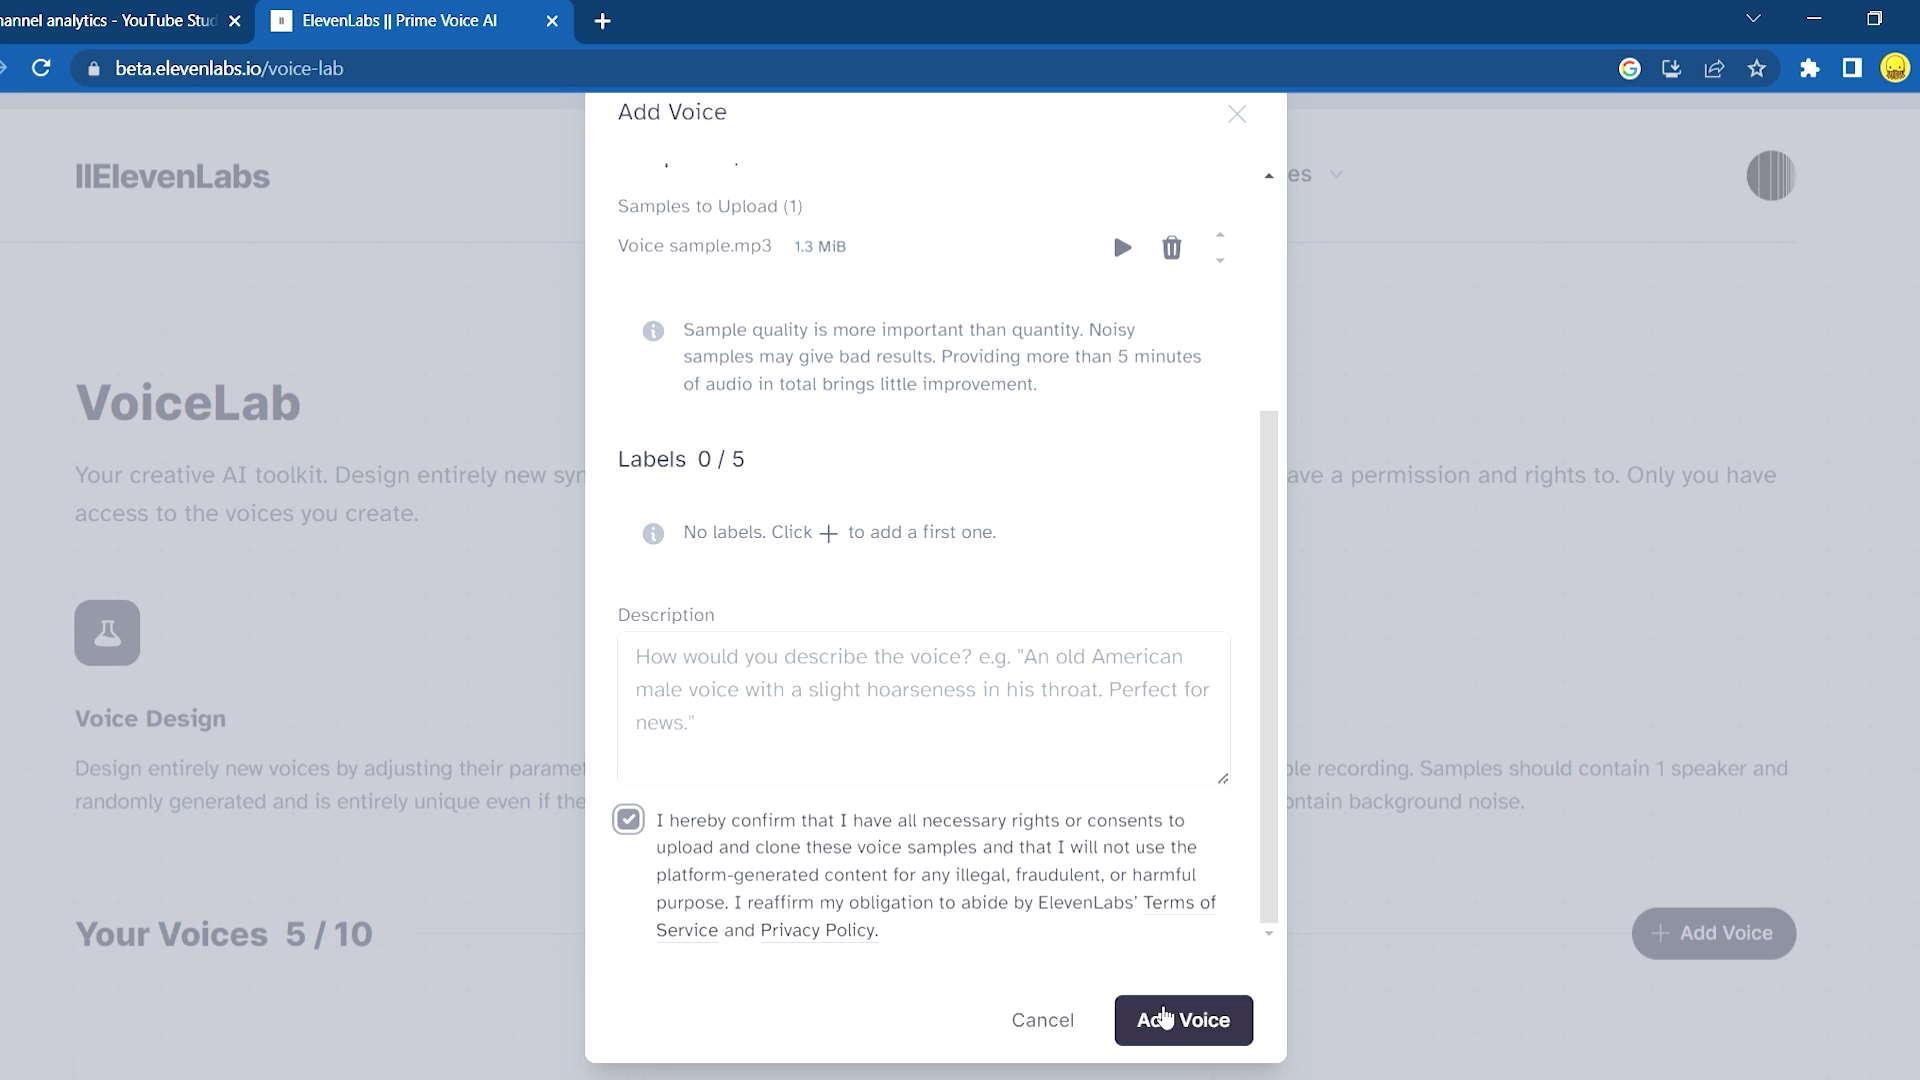 hannel analytics - YouTube Stud
ElevenLabs || Prime Voice AI
beta.elevenlabs.io/voice-lab
Add Voice
IIElevenLabs
es
Samples to Upload (1)
Voice sample.mp3 1.3 MiB
Sample quality is more important than quantity. Noisy
samples may give bad results. Providing more than 5 minutes
of audio in total brings little improvement.
VoiceLab
Your creative AI toolkit. Design entirely new syn
ave a permission and rights to. Only you have
access to the voices you create.
Labels 0 / 5
No labels. Click + to add a first one.
Description
How would you describe the voice? e.g. "An old American
male voice with a slight hoarseness in his throat. Perfect for
news."
Voice Design
Design entirely new voices by adjusting their paramet
ple recording. Samples should contain 1 speaker and
randomly generated and is entirely unique even if the
ontain background noise.
I hereby confirm that I have all necessary rights or consents to
upload and clone these voice samples and that I will not use the
platform-generated content for any illegal, fraudulent, or harmful
purpose. I reaffirm my obligation to abide by ElevenLabs' Terms of
Service and Privacy Policy.
Your Voices 5 / 10
+ Add Voice
Cancel
Add Voice